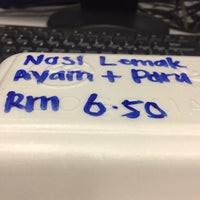 Nasi Lemak
Ayam + Paru
RM 6.50